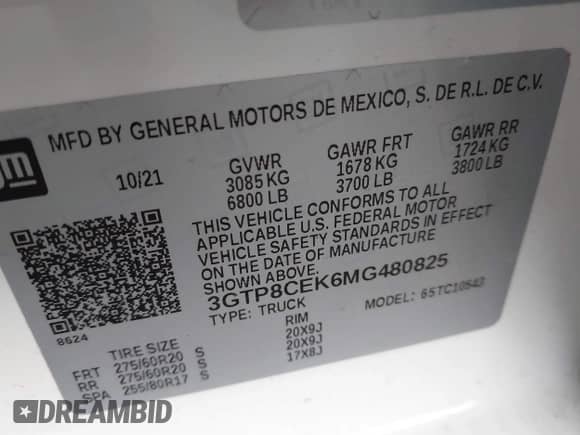 gm
MFD BY GENERAL MOTORS DE MEXICO, S. DE R.L. DE C.V.
10/21 GVWR GAWR FRT GAWR RR
3085 KG 1678 KG 1724 KG
6800 LB 3700 LB 3800 LB
THIS VEHICLE CONFORMS TO ALL
APPLICABLE U.S. FEDERAL MOTOR
VEHICLE SAFETY STANDARDS IN EFFECT
ON THE DATE OF MANUFACTURE
SHOWN ABOVE.
3GTP8CEK6MG480825
TYPE: TRUCK MODEL: 65TC10543
8624
TIRE SIZE RIM
FRT 275/60R20 S 20X9J
RR 275/60R20 S 20X9J
SPA 255/80R17 S 17X8J
DREAMBID